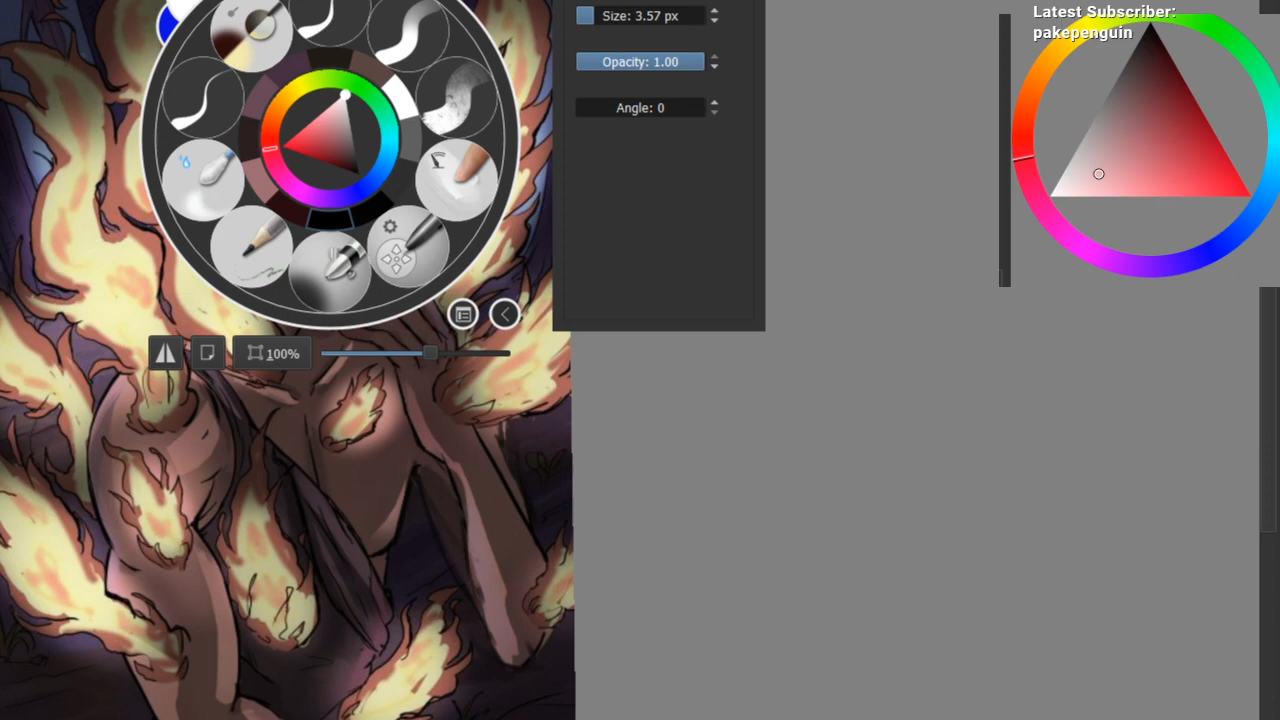 Size: 3.57 px
Opacity: 1.00
Angle: 0
Latest Subscriber:
pakepenguin
100%